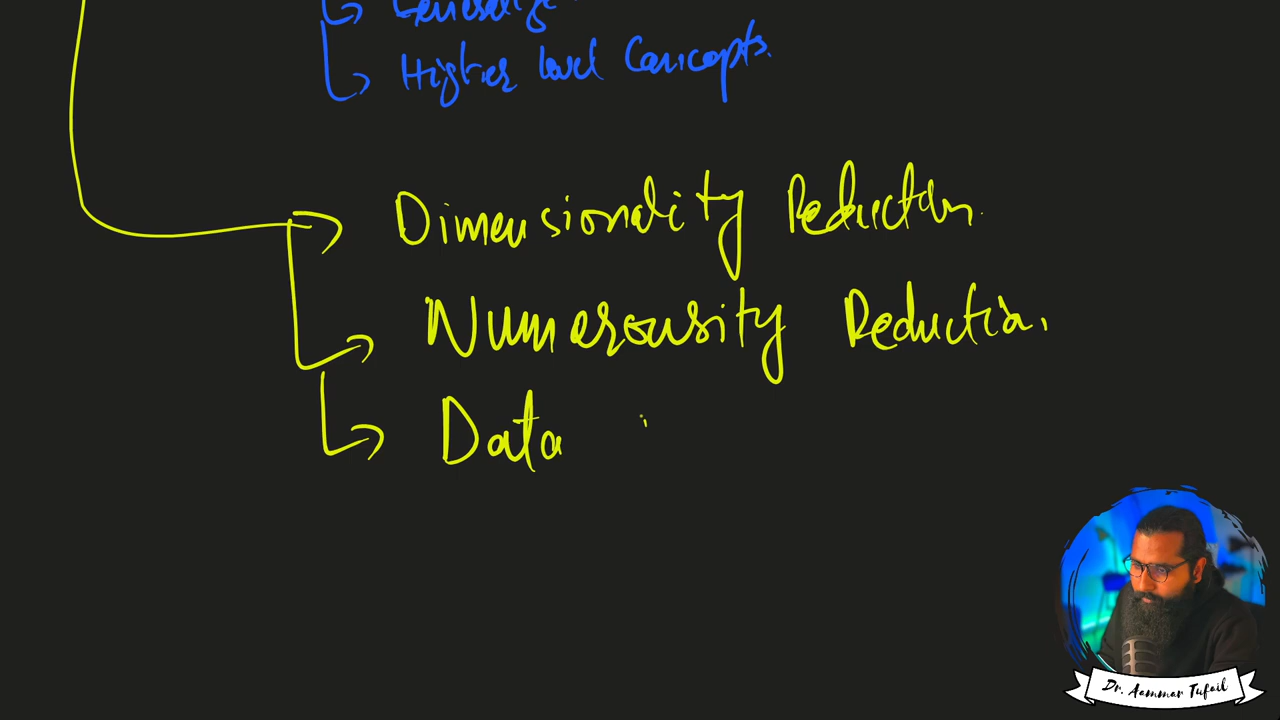 Higher level Concepts.
Dimensionality Reduction.
Numerousity Reduction.
Data
Dr. Aammar Tufail